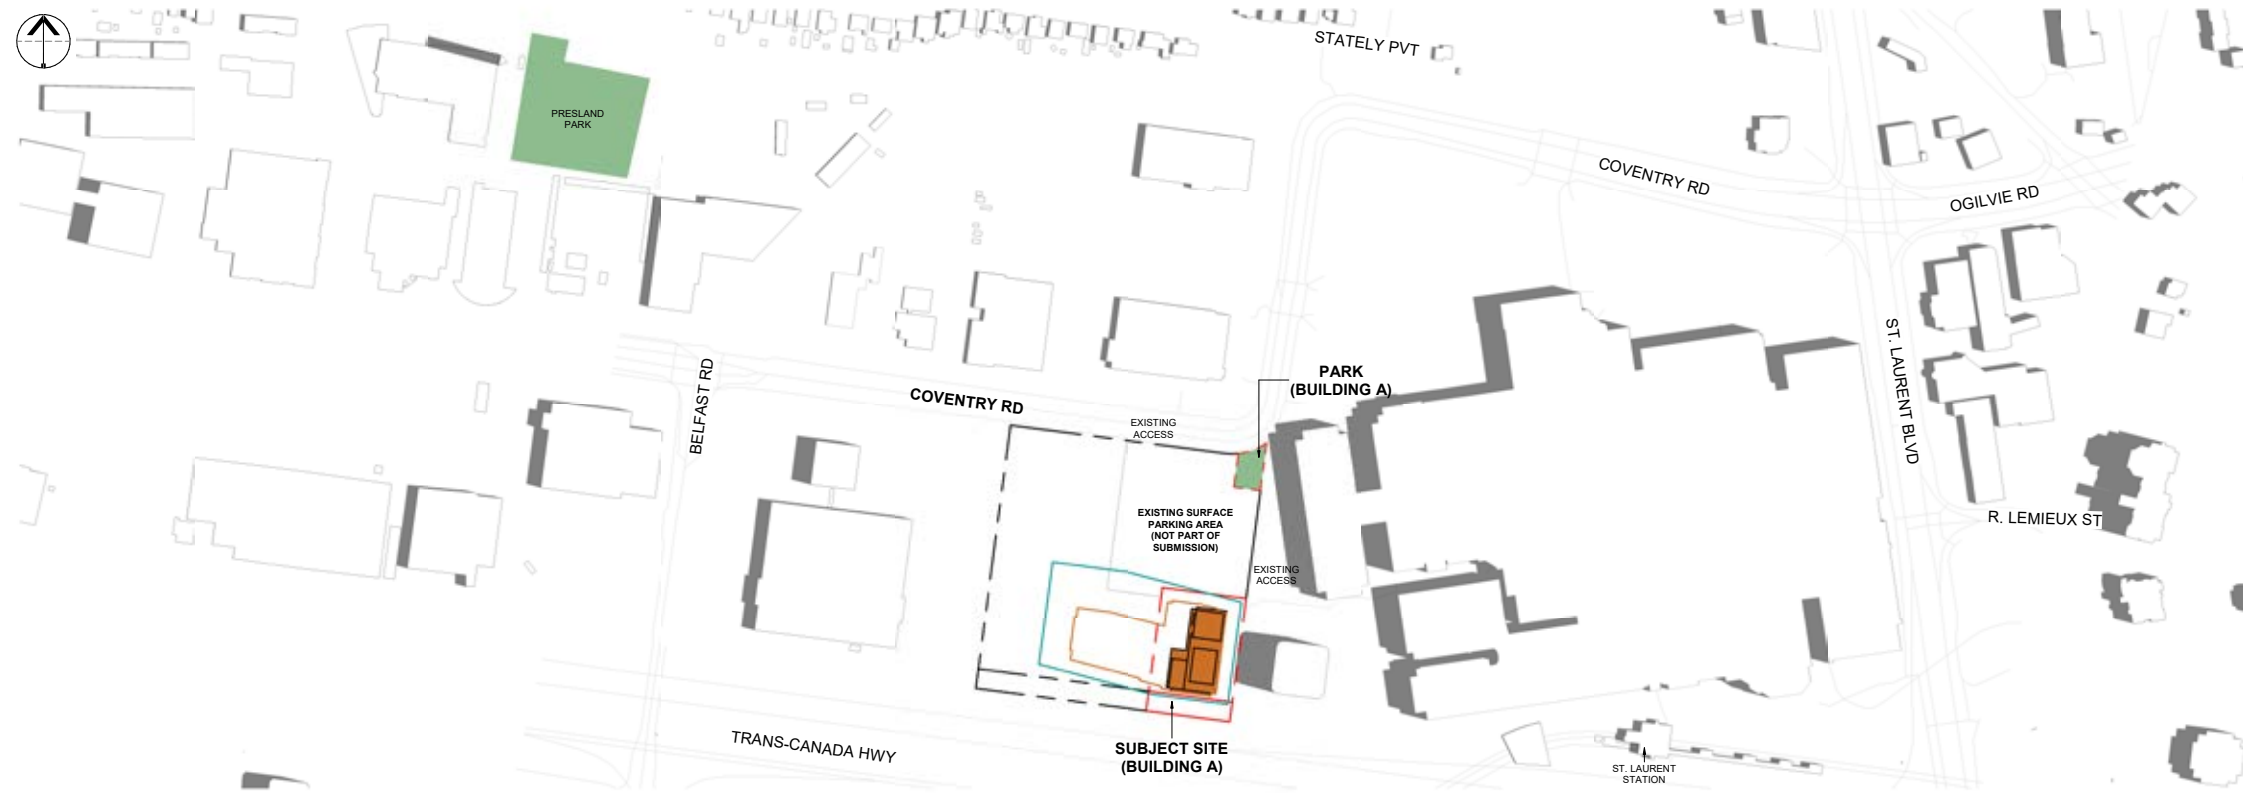 STATELY PVT
PRESLAND
PARK
COVENTRY RD
OGILVIE RD
ST. LAURENT BLVD
BELFAST RD
PARK
(BUILDING A)
COVENTRY RD
EXISTING
ACCESS
EXISTING SURFACE
PARKING AREA
(NOT PART OF
SUBMISSION)
R. LEMIEUX ST
EXISTING
ACCESS
TRANS-CANADA HWY
SUBJECT SITE
(BUILDING A)
ST. LAURENT
STATION